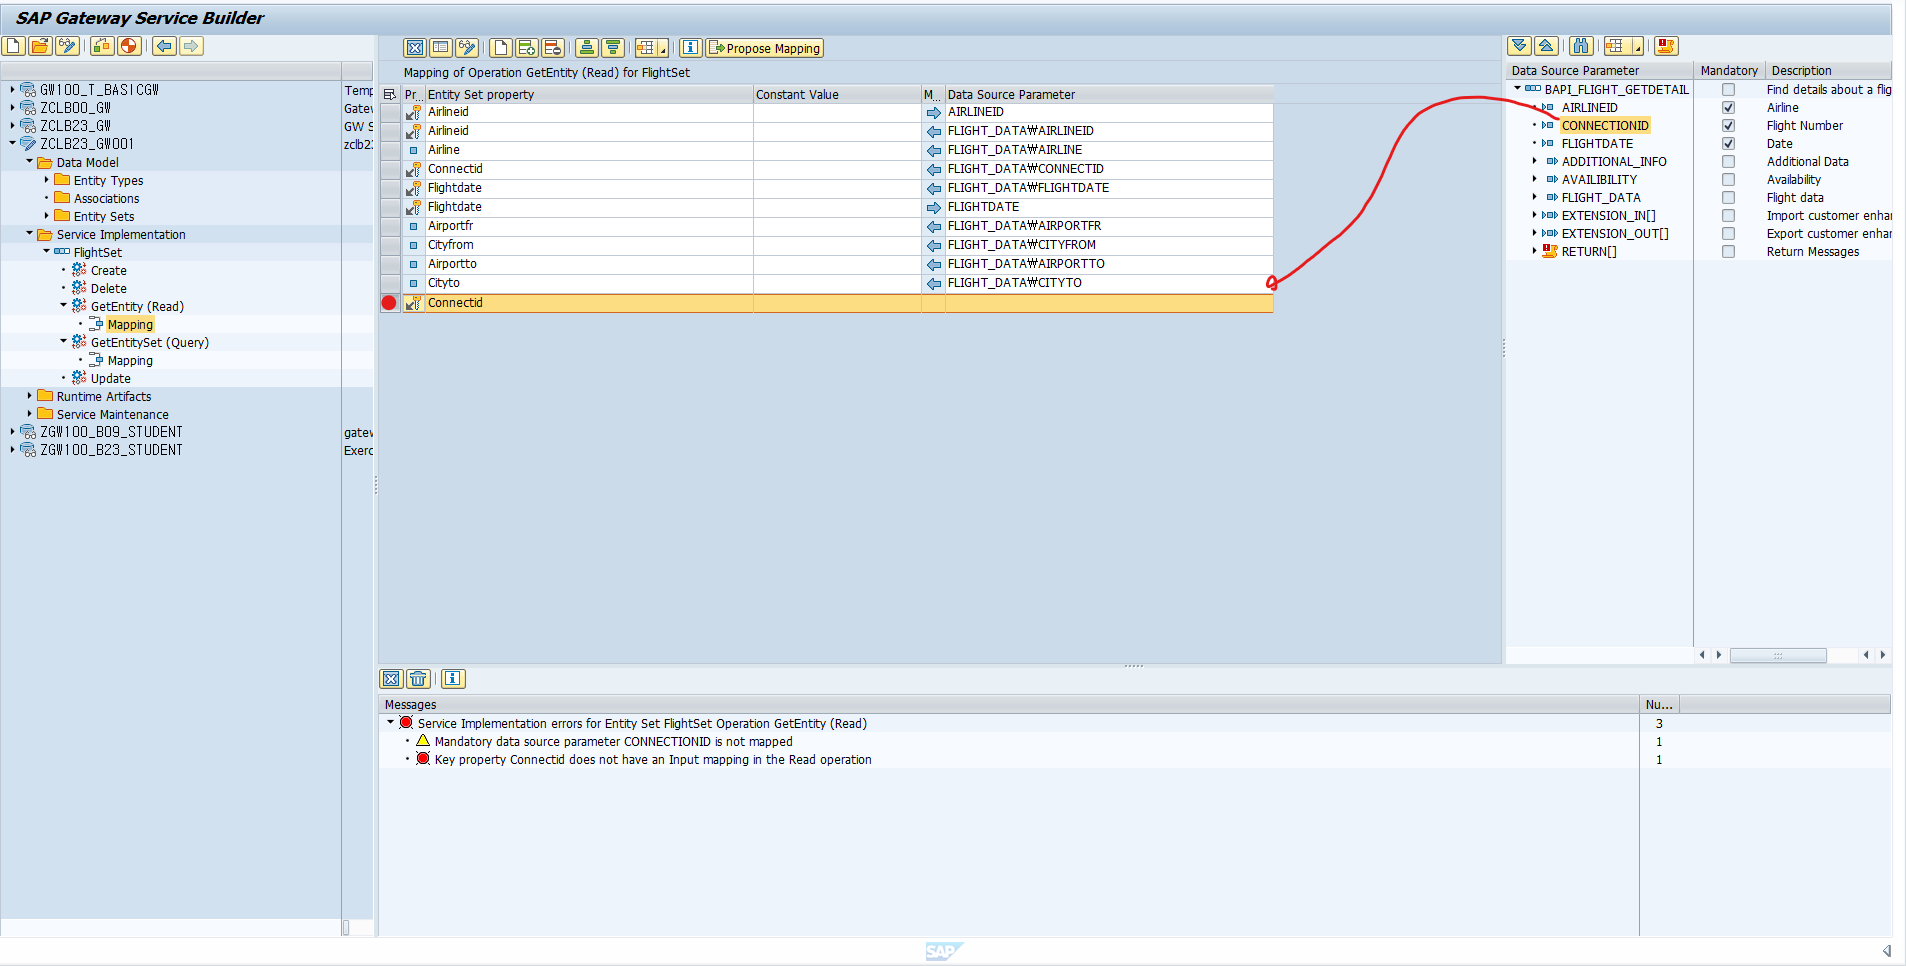 SAP Gateway Service Builder
GW100_T_BASICGW Temp
ZCLB00_GW Gatew
ZCLB23_GW GW S
ZCLB23_GW001 zclb23
Data Model
Entity Types
Associations
Entity Sets
Service Implementation
FlightSet
Create
Delete
GetEntity (Read)
Mapping
GetEntitySet (Query)
Mapping
Update
Runtime Artifacts
Service Maintenance
ZGW100_B09_STUDENT gatew
ZGW100_B23_STUDENT Exerc
Propose Mapping
Mapping of Operation GetEntity (Read) for FlightSet
Pr... Entity Set property Constant Value M... Data Source Parameter
Airlineid AIRLINEID
Airlineid FLIGHT_DATA₩AIRLINEID
Airline FLIGHT_DATA₩AIRLINE
Connectid FLIGHT_DATA₩CONNECTID
Flightdate FLIGHT_DATA₩FLIGHTDATE
Flightdate FLIGHTDATE
Airportfr FLIGHT_DATA₩AIRPORTFR
Cityfrom FLIGHT_DATA₩CITYFROM
Airportto FLIGHT_DATA₩AIRPORTTO
Cityto FLIGHT_DATA₩CITYTO
Connectid
Data Source Parameter Mandatory Description
BAPI_FLIGHT_GETDETAIL Find details about a flig
AIRLINEID Airline
CONNECTIONID Flight Number
FLIGHTDATE Date
ADDITIONAL_INFO Additional Data
AVAILIBILITY Availability
FLIGHT_DATA Flight data
EXTENSION_IN[] Import customer enhar
EXTENSION_OUT[] Export customer enhar
RETURN[] Return Messages
Messages Nu...
Service Implementation errors for Entity Set FlightSet Operation GetEntity (Read) 3
Mandatory data source parameter CONNECTIONID is not mapped 1
Key property Connectid does not have an Input mapping in the Read operation 1
SAP